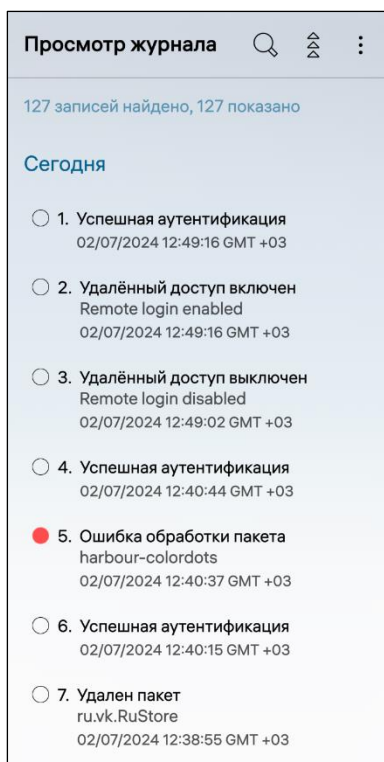 Просмотр журнала
127 записей найдено, 127 показано
Сегодня
1. Успешная аутентификация
02/07/2024 12:49:16 GMT +03
2. Удалённый доступ включен
Remote login enabled
02/07/2024 12:49:16 GMT +03
3. Удалённый доступ выключен
Remote login disabled
02/07/2024 12:49:02 GMT +03
4. Успешная аутентификация
02/07/2024 12:40:44 GMT +03
5. Ошибка обработки пакета
harbour-colordots
02/07/2024 12:40:37 GMT +03
6. Успешная аутентификация
02/07/2024 12:40:15 GMT +03
7. Удален пакет
ru.vk.RuStore
02/07/2024 12:38:55 GMT +03